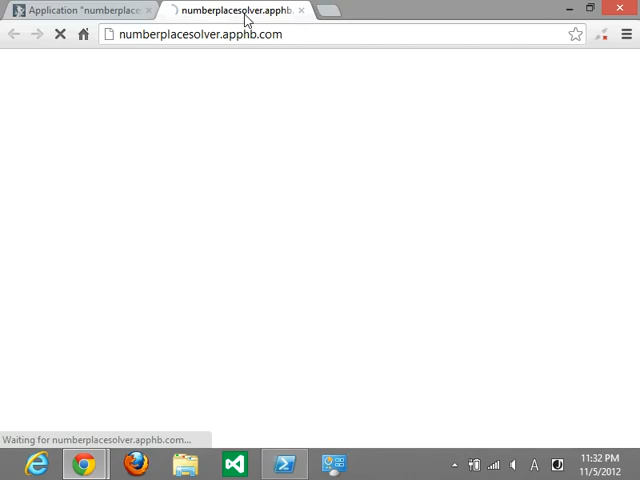 Application "numberplace
numberplacesolver.apphb.
numberplacesolver.apphb.com
Waiting for numberplacesolver.apphb.com...
A
11:32 PM
11/5/2012